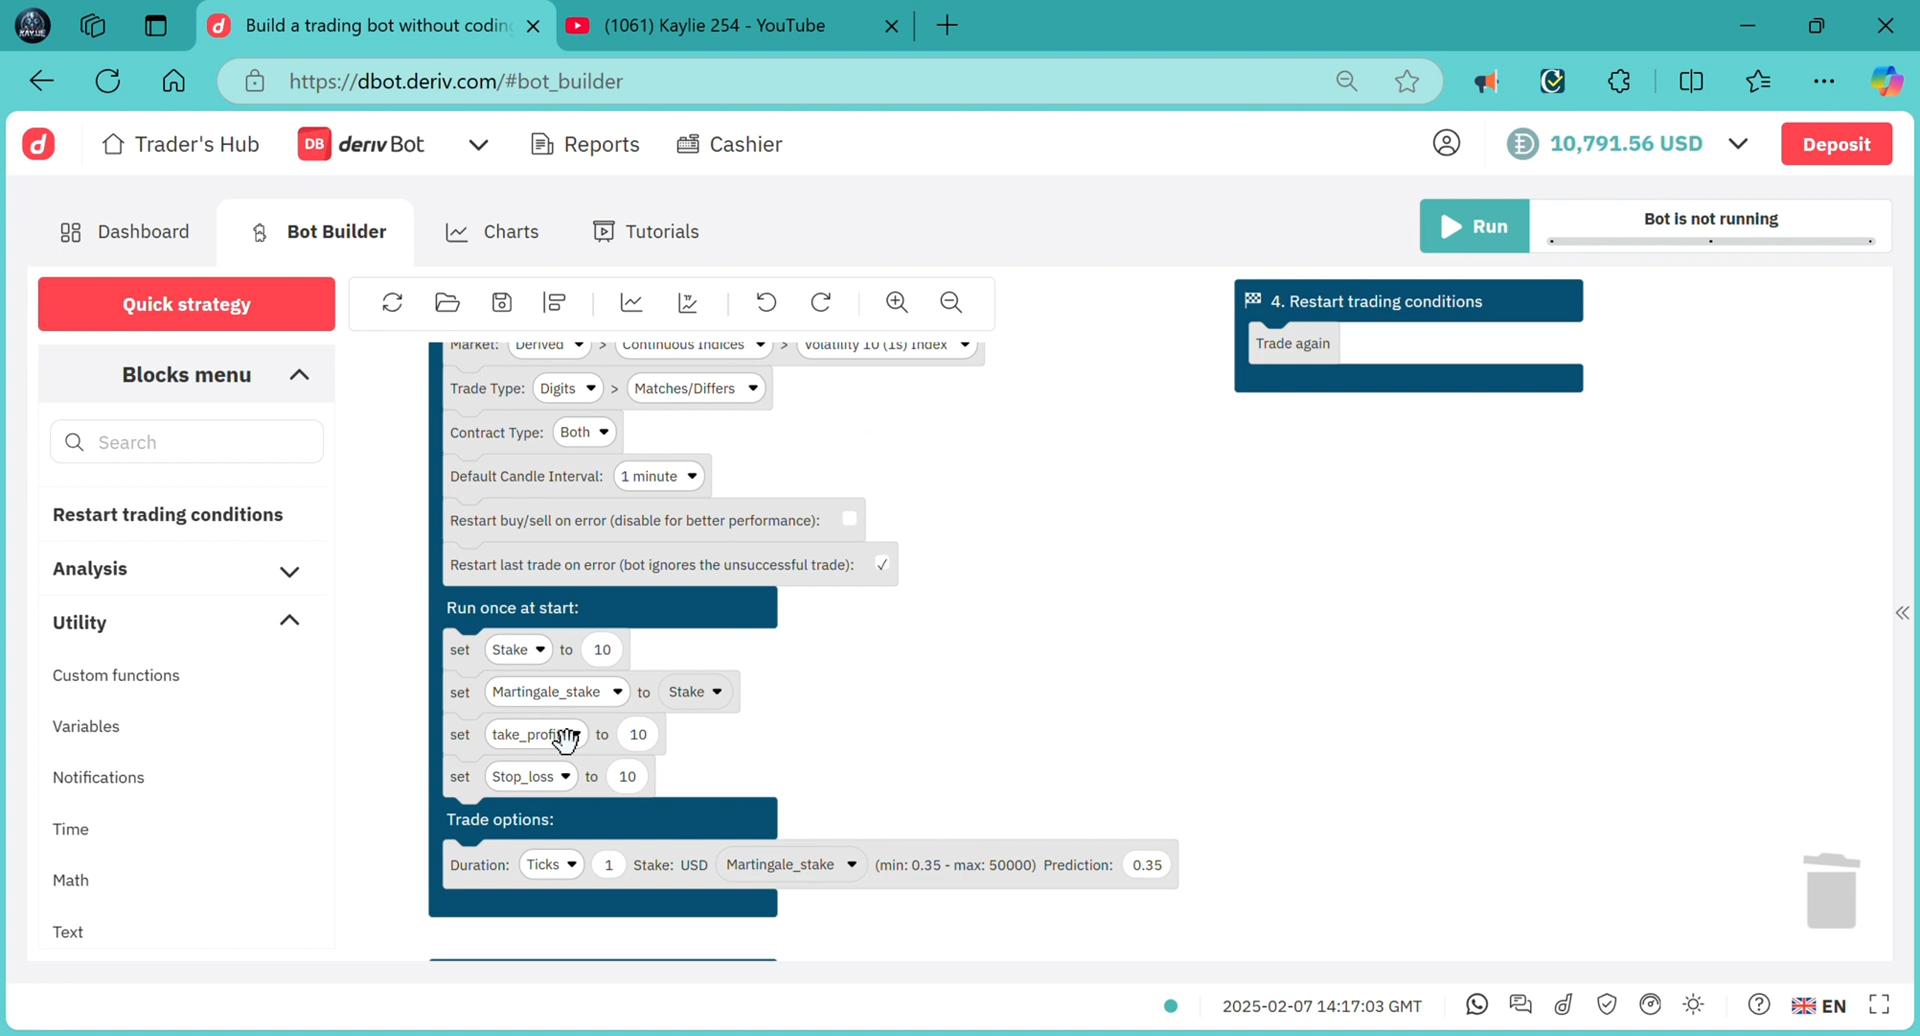 Build a trading bot without coding
(1061) Kaylie 254 - YouTube
https://dbot.deriv.com/#bot_builder
Trader's Hub
DB deriv Bot
Reports
Cashier
10,791.56 USD
Deposit
Dashboard
Bot Builder
Charts
Tutorials
Run
Bot is not running
Quick strategy
Blocks menu
Search
Restart trading conditions
Analysis
Utility
Custom functions
Variables
Notifications
Time
Math
Text
Market: Derived > Continuous Indices > Volatility 10 (1s) Index
Trade Type: Digits > Matches/Differs
Contract Type: Both
Default Candle Interval: 1 minute
Restart buy/sell on error (disable for better performance):
Restart last trade on error (bot ignores the unsuccessful trade): ✓
Run once at start:
set Stake to 10
set Martingale_stake to Stake
set take_profit to 10
set Stop_loss to 10
Trade options:
Duration: Ticks 1 Stake: USD Martingale_stake (min: 0.35 - max: 50000) Prediction: 0.35
4. Restart trading conditions
Trade again
2025-02-07 14:17:03 GMT
EN